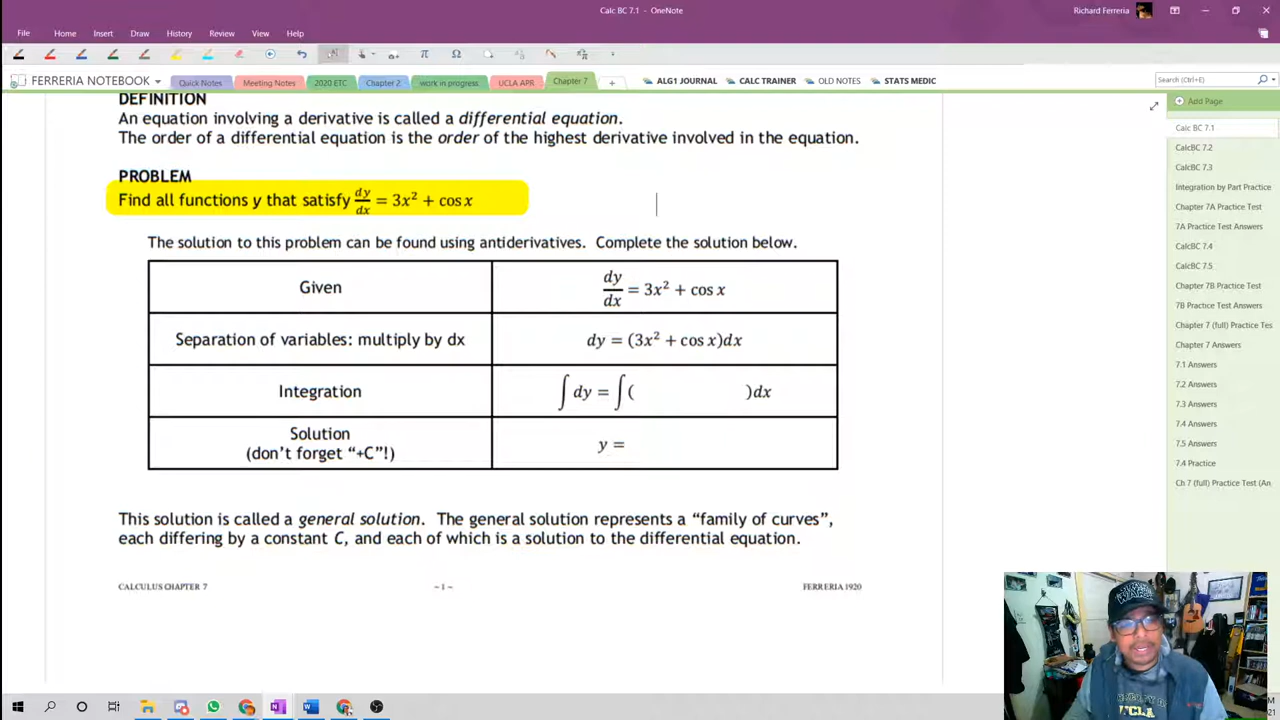 Calc BC 7.1 - OneNote
Richard Ferreria
File Home Insert Draw History Review View Help
FERRERIA NOTEBOOK
Quick Notes Meeting Notes 2020 ETC Chapter 2 work in progress UCLA APR Chapter 7
ALG1 JOURNAL CALC TRAINER OLD NOTES STATS MEDIC
Search (Ctrl+E)
DEFINITION
An equation involving a derivative is called a differential equation.
The order of a differential equation is the order of the highest derivative involved in the equation.
PROBLEM
Find all functions y that satisfy dy/dx = 3x² + cos x
The solution to this problem can be found using antiderivatives. Complete the solution below.
Given
dy/dx = 3x² + cos x
Separation of variables: multiply by dx
dy = (3x² + cos x)dx
Integration
∫ dy = ∫( )dx
Solution
(don't forget "+C"!)
y =
This solution is called a general solution. The general solution represents a "family of curves",
each differing by a constant C, and each of which is a solution to the differential equation.
CALCULUS CHAPTER 7
~ 1 ~
FERRERIA 1920
Add Page
Calc BC 7.1
CalcBC 7.2
CalcBC 7.3
Integration by Part Practice
Chapter 7A Practice Test
7A Practice Test Answers
CalcBC 7.4
CalcBC 7.5
Chapter 7B Practice Test
7B Practice Test Answers
Chapter 7 (full) Practice Tes
Chapter 7 Answers
7.1 Answers
7.2 Answers
7.3 Answers
7.4 Answers
7.5 Answers
7.4 Practice
Ch 7 (full) Practice Test (An
UCLA